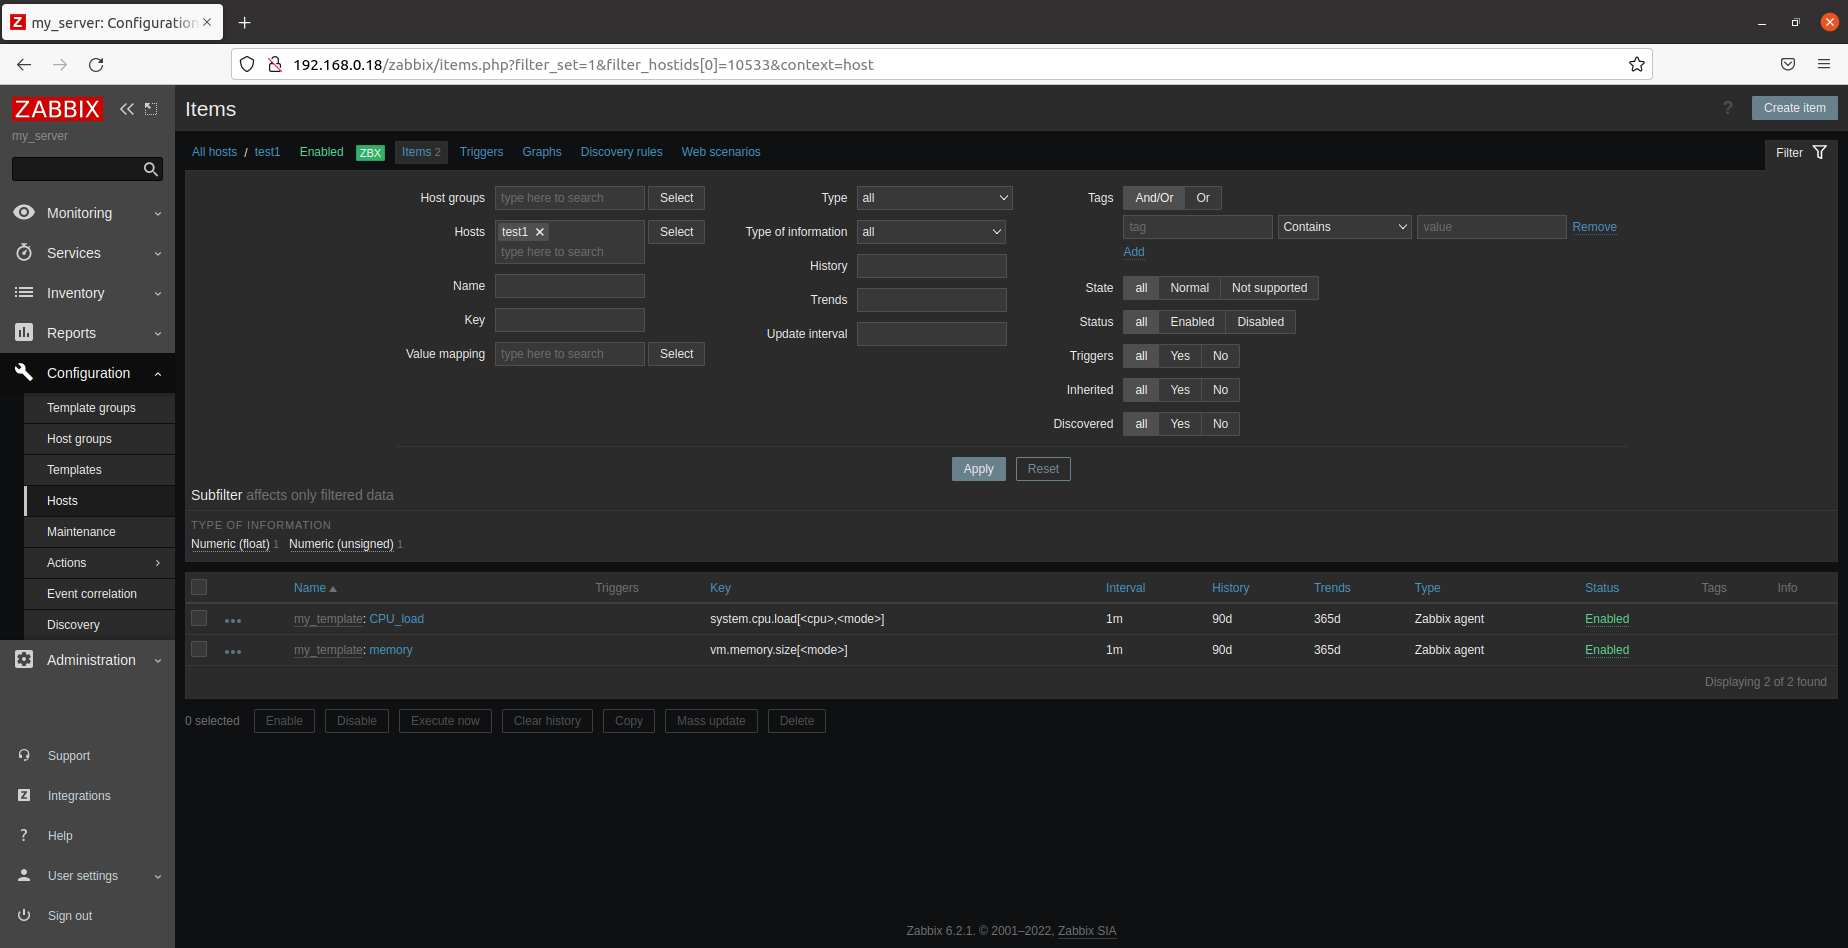 my_server: Configuration
192.168.0.18/zabbix/items.php?filter_set=1&filter_hostids[0]=10533&context=host
ZABBIX
my_server
Monitoring
Services
Inventory
Reports
Configuration
Template groups
Host groups
Templates
Hosts
Maintenance
Actions
Event correlation
Discovery
Administration
Support
Integrations
Help
User settings
Sign out
Items
? Create item
All hosts / test1 Enabled ZBX Items 2 Triggers Graphs Discovery rules Web scenarios
Filter
Host groups type here to search Select
Hosts test1 Select
type here to search
Name
Key
Value mapping type here to search Select
Type all
Type of information all
History
Trends
Update interval
Tags And/Or Or
tag Contains value Remove
Add
State all Normal Not supported
Status all Enabled Disabled
Triggers all Yes No
Inherited all Yes No
Discovered all Yes No
Apply Reset
Subfilter affects only filtered data
TYPE OF INFORMATION
Numeric (float) 1 Numeric (unsigned) 1
Name Triggers Key Interval History Trends Type Status Tags Info
my_template: CPU_load system.cpu.load[<cpu>,<mode>] 1m 90d 365d Zabbix agent Enabled
my_template: memory vm.memory.size[<mode>] 1m 90d 365d Zabbix agent Enabled
Displaying 2 of 2 found
0 selected Enable Disable Execute now Clear history Copy Mass update Delete
Zabbix 6.2.1. © 2001–2022, Zabbix SIA